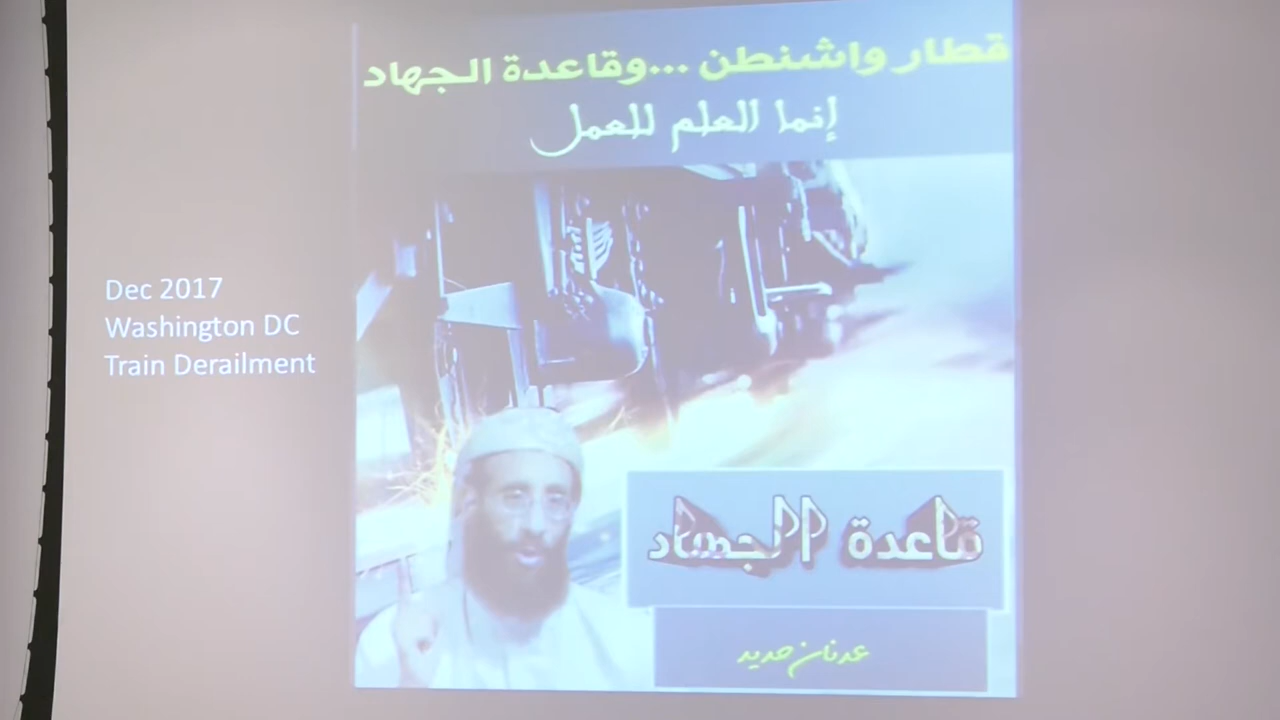 قطار واشنطن ...وقاعدة الجهاد
إنما العلم للعمل
Dec 2017
Washington DC
Train Derailment
قاعدة الجهاد
عدنان حديد